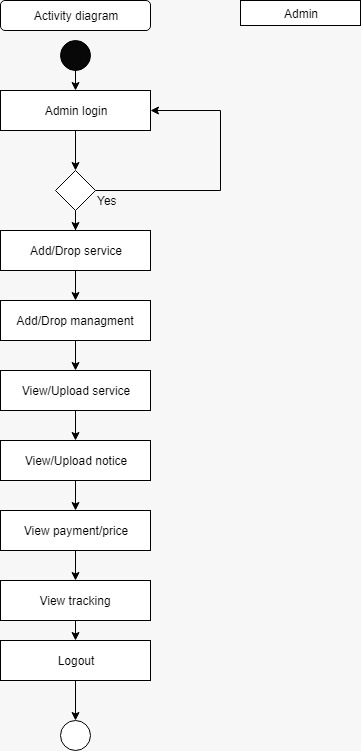 Activity diagram
Admin
Admin login
Yes
Add/Drop service
Add/Drop managment
View/Upload service
View/Upload notice
View payment/price
View tracking
Logout